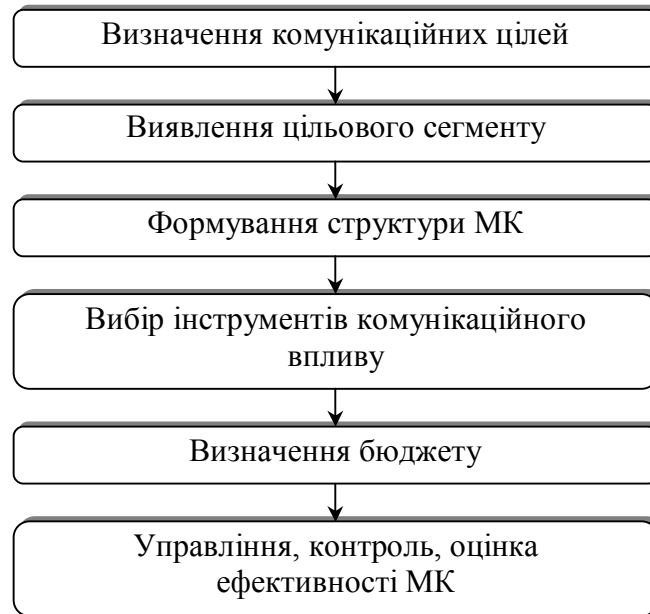 Визначення комунікаційних цілей
Виявлення цільового сегменту
Формування структури МК
Вибір інструментів комунікаційного
впливу
Визначення бюджету
Управління, контроль, оцінка
ефективності МК